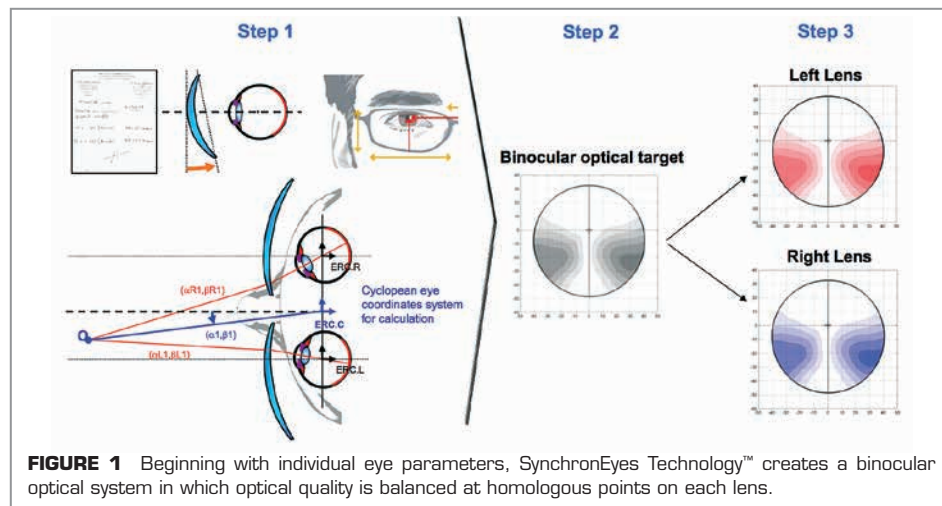 Step 1
Step 2
Step 3
Left Lens
Binocular optical target
Right Lens
ERC.R
(αR1,βR1)
Cyclopean eye
coordinates system
for calculation
ERC.C
(α1,β1)
(αL1,βL1)
ERC.L
FIGURE 1 Beginning with individual eye parameters, SynchronEyes Technology™ creates a binocular
optical system in which optical quality is balanced at homologous points on each lens.